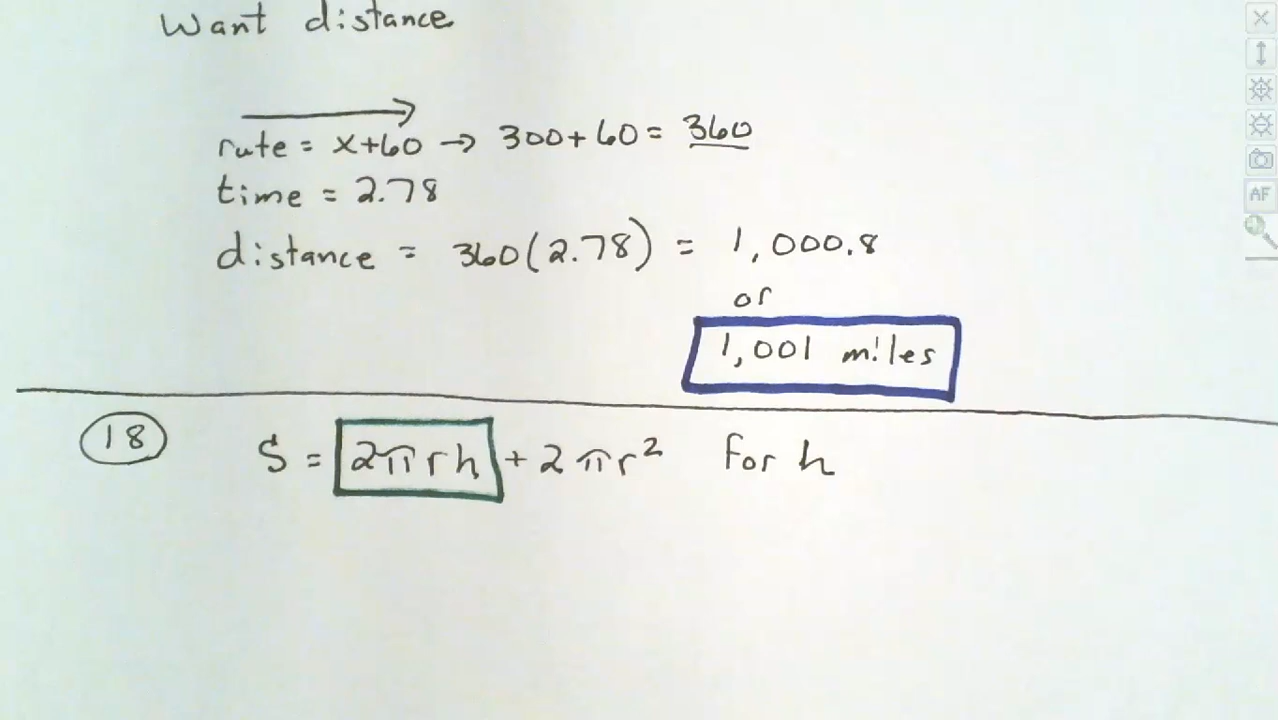 Want distance
rate = x+60 → 300+60 = 360
time = 2.78
distance = 360(2.78) = 1,000.8
or
1,001 miles
18 S = 2πrh + 2πr² for h
AF